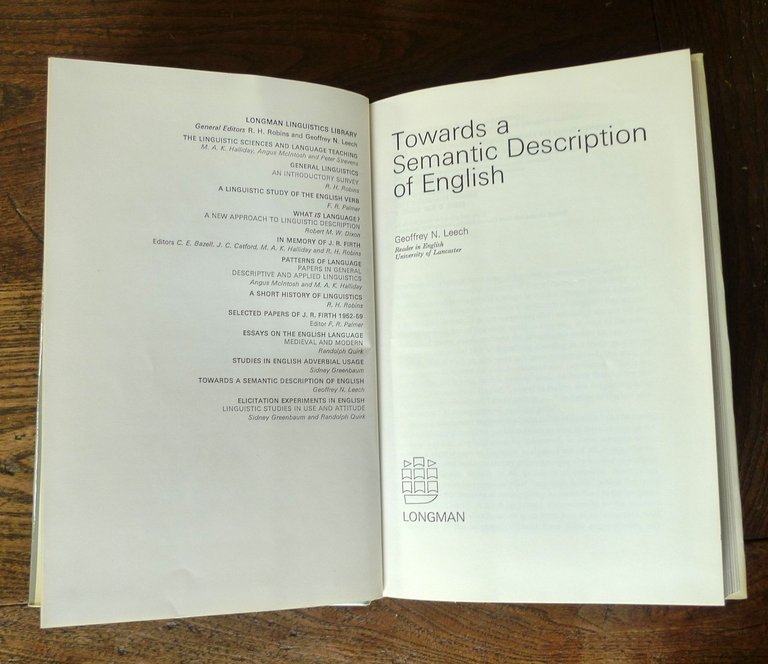 LONGMAN LINGUISTICS LIBRARY
General Editors R. H. Robins and Geoffrey N. Leech
THE LINGUISTIC SCIENCES AND LANGUAGE TEACHING
M. A. K. Halliday, Angus McIntosh and Peter Strevens
GENERAL LINGUISTICS
AN INTRODUCTORY SURVEY
R. H. Robins
A LINGUISTIC STUDY OF THE ENGLISH VERB
F. R. Palmer
WHAT IS LANGUAGE?
A NEW APPROACH TO LINGUISTIC DESCRIPTION
Robert M. W. Dixon
IN MEMORY OF J. R. FIRTH
Editors C. E. Bazell, J. C. Catford, M. A. K. Halliday and R. H. Robins
PATTERNS OF LANGUAGE
PAPERS IN GENERAL
DESCRIPTIVE AND APPLIED LINGUISTICS
Angus McIntosh and M. A. K. Halliday
A SHORT HISTORY OF LINGUISTICS
R. H. Robins
SELECTED PAPERS OF J. R. FIRTH 1952-59
Editor F. R. Palmer
ESSAYS ON THE ENGLISH LANGUAGE
MEDIEVAL AND MODERN
Randolph Quirk
STUDIES IN ENGLISH ADVERBIAL USAGE
Sidney Greenbaum
TOWARDS A SEMANTIC DESCRIPTION OF ENGLISH
Geoffrey N. Leech
ELICITATION EXPERIMENTS IN ENGLISH
LINGUISTIC STUDIES IN USE AND ATTITUDE
Sidney Greenbaum and Randolph Quirk
Towards a
Semantic Description
of English
Geoffrey N. Leech
Reader in English
University of Lancaster
LONGMAN